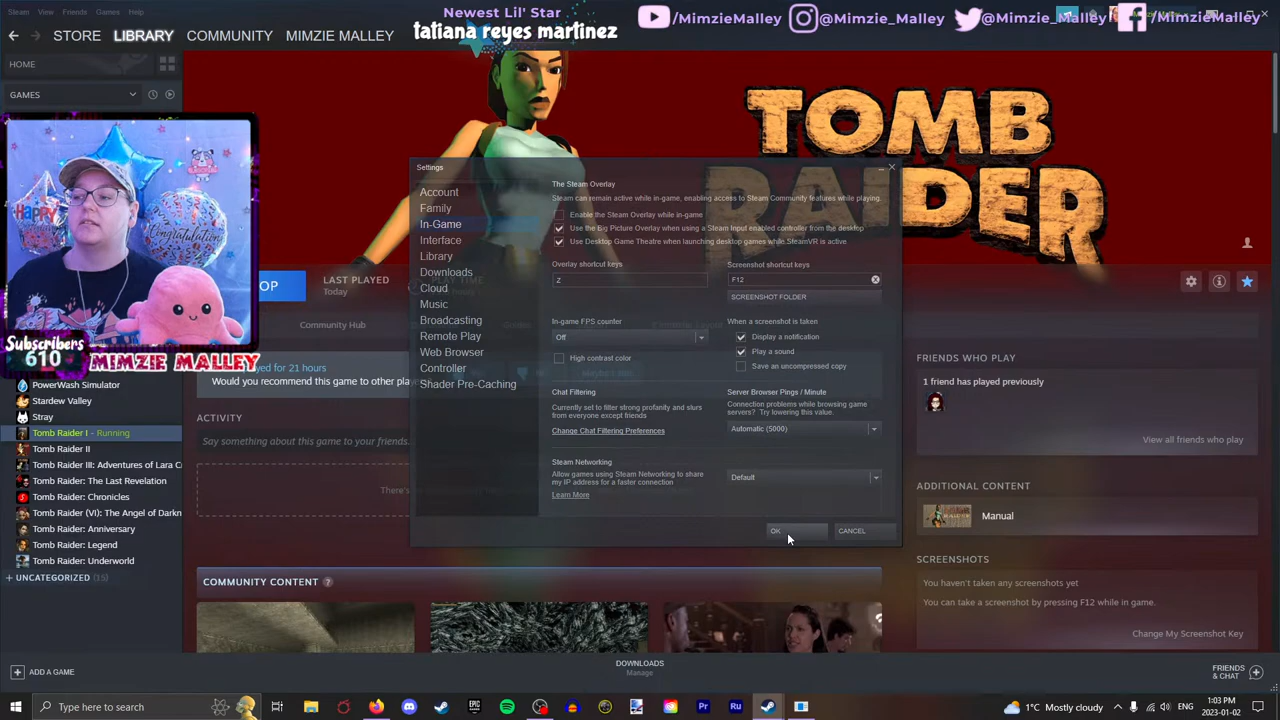 Steam View Friends Games Help
Newest Lil' Star
tatiana reyes martinez
/MimzieMalley @Mimzie_Malley @Mimzie_Malley /MimzieMalley
STORE LIBRARY COMMUNITY MIMZIE MALLEY
HOME
GAMES
TOMB
RAIDER
Settings
Account
Family
In-Game
Interface
Library
Downloads
Cloud
Music
Broadcasting
Remote Play
Web Browser
Controller
Shader Pre-Caching
The Steam Overlay
Steam can remain active while in-game, enabling access to Steam Community features while playing.
Enable the Steam Overlay while in-game
Use the Big Picture Overlay when using a Steam Input enabled controller from the desktop
Use Desktop Game Theatre when launching desktop games while SteamVR is active
Overlay shortcut keys
Z
Screenshot shortcut keys
F12
SCREENSHOT FOLDER
In-game FPS counter
Off
High contrast color
When a screenshot is taken
Display a notification
Play a sound
Save an uncompressed copy
Chat Filtering
Currently set to filter strong profanity and slurs
from everyone except friends
Change Chat Filtering Preferences
Server Browser Pings / Minute
Connection problems while browsing game
servers? Try lowering this value.
Automatic (5000)
Steam Networking
Allow games using Steam Networking to share
my IP address for a faster connection
Learn More
Default
OK
CANCEL
OP
LAST PLAYED
Today
PLAY TIME
Community Hub
Congratulations
Subscribers
610
MIMZIE MALLEY
PowerWash Simulator
Stardew Valley
Stray
Tomb Raider I - Running
Tomb Raider II
Tomb Raider III: Adventures of Lara C
Tomb Raider: The Last Revelation
Tomb Raider: Chronicles
Tomb Raider (VI): The Angel of Darkn
Tomb Raider: Anniversary
Tomb Raider: Legend
Tomb Raider: Underworld
UNCATEGORIZED (15)
ayed for 21 hours
Would you recommend this game to other playe
ACTIVITY
Say something about this game to your friends.
There's
COMMUNITY CONTENT ?
FRIENDS WHO PLAY
1 friend has played previously
View all friends who play
ADDITIONAL CONTENT
Manual
SCREENSHOTS
You haven't taken any screenshots yet
You can take a screenshot by pressing F12 while in game.
Change My Screenshot Key
ADD A GAME
DOWNLOADS
Manage
FRIENDS
& CHAT
Type here to search
1°C Mostly cloudy
1:03 PM
2023-01-02